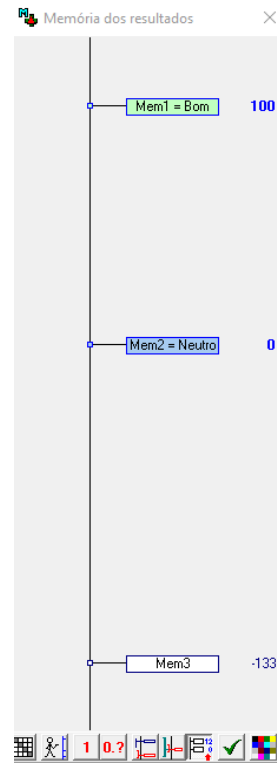 Memória dos resultados
Mem1 = Bom 100
Mem2 = Neutro 0
Mem3 -133
1 0.?